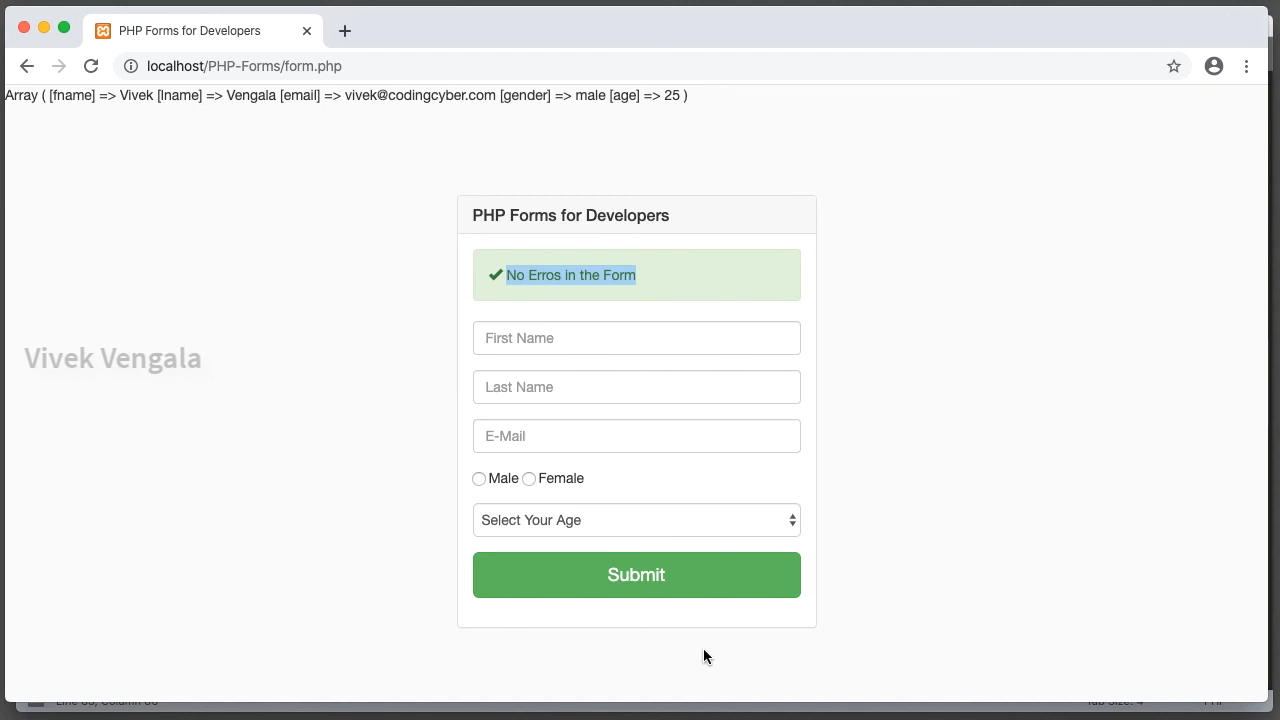 PHP Forms for Developers
localhost/PHP-Forms/form.php
Array ( [fname] => Vivek [lname] => Vengala [email] => vivek@codingcyber.com [gender] => male [age] => 25 )
PHP Forms for Developers
No Erros in the Form
First Name
Vivek Vengala
Last Name
E-Mail
Male Female
Select Your Age
Submit